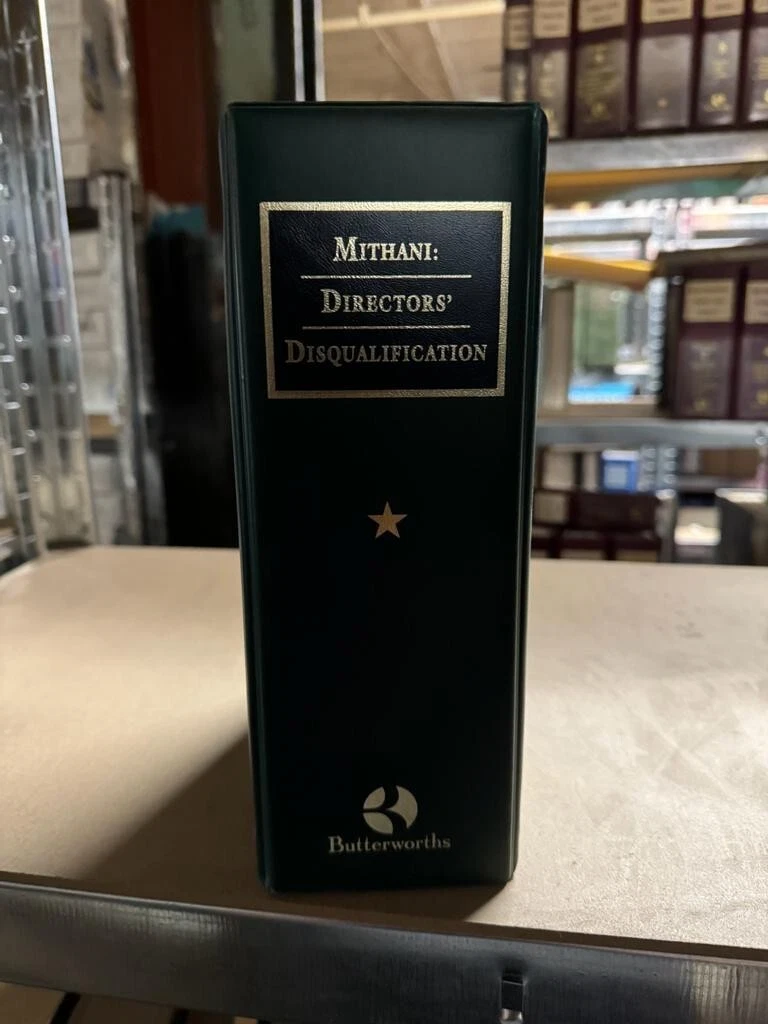 MITHANI:
DIRECTORS'
DISQUALIFICATION
Butterworths